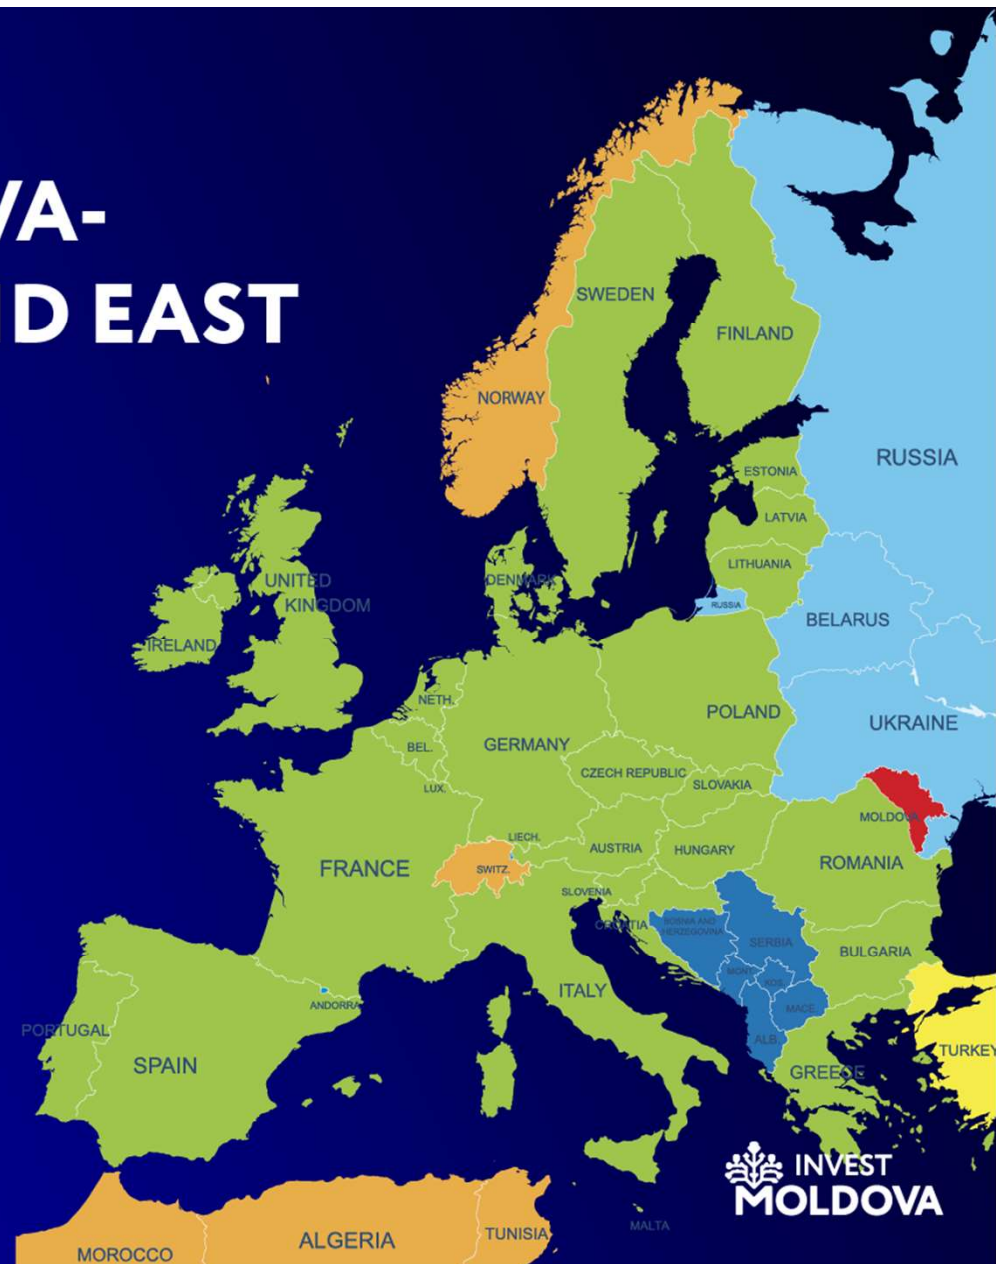 VA-
ID EAST
SWEDEN
FINLAND
NORWAY
RUSSIA
ESTONIA
LATVIA
LITHUANIA
DENMARK
UNITED
KINGDOM
RUSSIA
BELARUS
IRELAND
NETH.
POLAND
UKRAINE
BEL.
GERMANY
CZECH REPUBLIC
SLOVAKIA
LUX.
MOLDOVA
LIECH.
AUSTRIA
HUNGARY
ROMANIA
FRANCE
SWITZ.
SLOVENIA
CROATIA
BOSNIA AND
HERZEGOVINA
SERBIA
BULGARIA
MONT.
KOS.
ITALY
ANDORRA
MACE.
PORTUGAL
ALB.
TURKEY
SPAIN
GREECE
INVEST
MOLDOVA
MALTA
TUNISIA
ALGERIA
MOROCCO